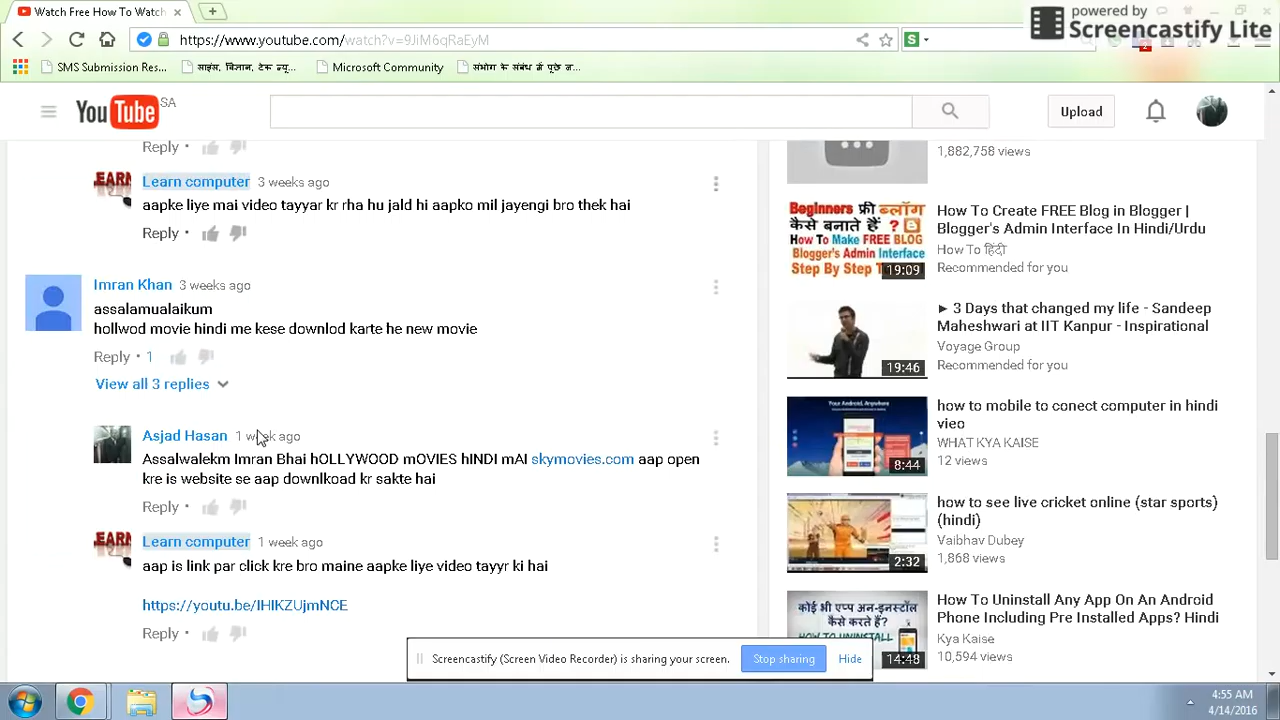 Watch Free How To Watch
powered by
Screencastify Lite
https://www.youtube.com/
S
SMS Submission Res...
साइंस, विज्ञान, टेक्न...
Microsoft Communit...
YouTube SA
Upload
Reply •
1,882,758 views
Learn computer 3 weeks ago
aapke liye mai video tayyar kr rha hu jald hi aapko mil jayengi bro thek hai
Reply •
Imran Khan 3 weeks ago
assalamualaikum
hollwod movie hindi me kese downlod karte he new movie
Reply • 1
View all 3 replies
Asjad Hasan 1 week ago
Assalwalekm Imran Bhai hOLLYWOOD mOVIES hINDI mAI skymovies.com aap open
website se aap downlload kr sakte hai
Reply •
Learn computer 1 week ago
aap is link par click kre bro maine aapke liye video tayyr ki hai
https://youtu.be/IHIKZUjmNCE
Reply •
Beginners फ्री ब्लॉग
कैसे बनाते हैं ?
How To Make FREE BLOG
Blogger's Admin Interface
Step By Step
19:09
How To Create FREE Blog in Blogger |
Blogger's Admin Interface In Hindi/Urdu
How To हिंदी
Recommended for you
19:46
► 3 Days that changed my life - Sandeep
Maheshwari at IIT Kanpur - Inspirational
Voyage Group
Recommended for you
Your Android, Anywhere
8:44
how to mobile to conect computer in hindi
vieo
WHAT KYA KAISE
12 views
2:32
how to see live cricket online (star sports)
(hindi)
Vaibhav Dubey
1,868 views
कोई भी एप्प अन-इनस्टॉल
कैसे करते हैं?
HOW TO UNINSTALL
14:48
How To Uninstall Any App On An Android
Phone Including Pre Installed Apps? Hindi
Kya Kaise
10,594 views
Screencastify (Screen Video Recorder) is sharing your screen.
Stop sharing
Hide
4:55 AM
4/14/2016